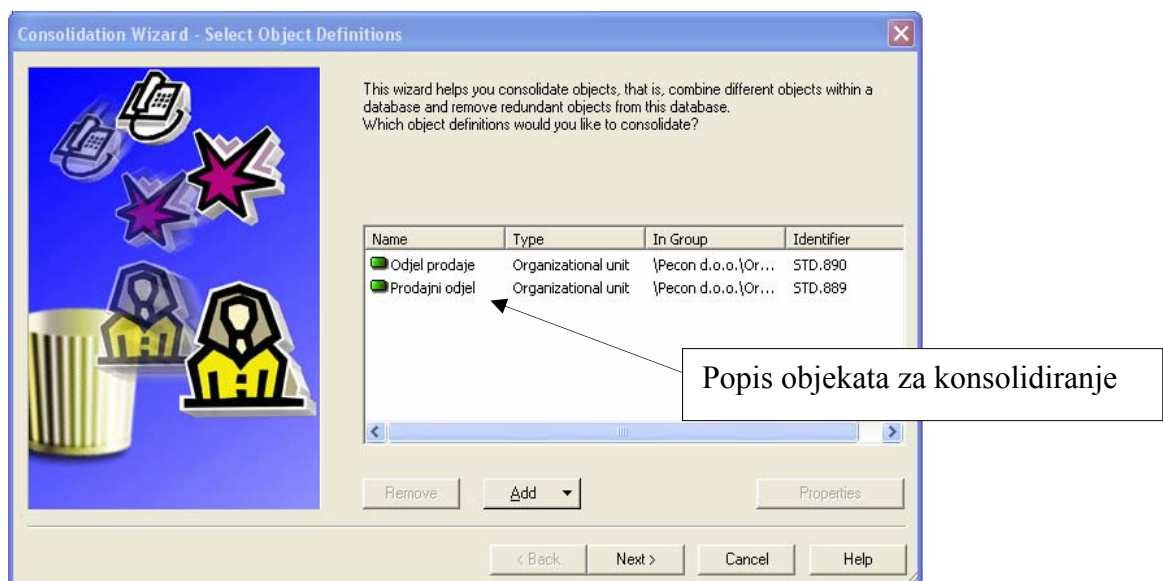 Consolidation Wizard - Select Object Definitions
This wizard helps you consolidate objects, that is, combine different objects within a
database and remove redundant objects from this database.
Which object definitions would you like to consolidate?
Name Type In Group Identifier
Odjel prodaje Organizational unit \Pecon d.o.o.\Or... STD.890
Prodajni odjel Organizational unit \Pecon d.o.o.\Or... STD.889
Popis objekata za konsolidiranje
Remove Add Properties
< Back Next > Cancel Help